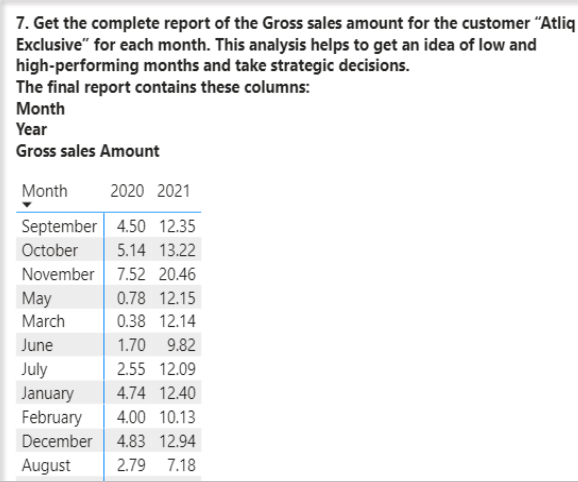 7. Get the complete report of the Gross sales amount for the customer “Atliq
Exclusive” for each month. This analysis helps to get an idea of low and
high-performing months and take strategic decisions.
The final report contains these columns:
Month
Year
Gross sales Amount
Month 2020 2021
September 4.50 12.35
October 5.14 13.22
November 7.52 20.46
May 0.78 12.15
March 0.38 12.14
June 1.70 9.82
July 2.55 12.09
January 4.74 12.40
February 4.00 10.13
December 4.83 12.94
August 2.79 7.18